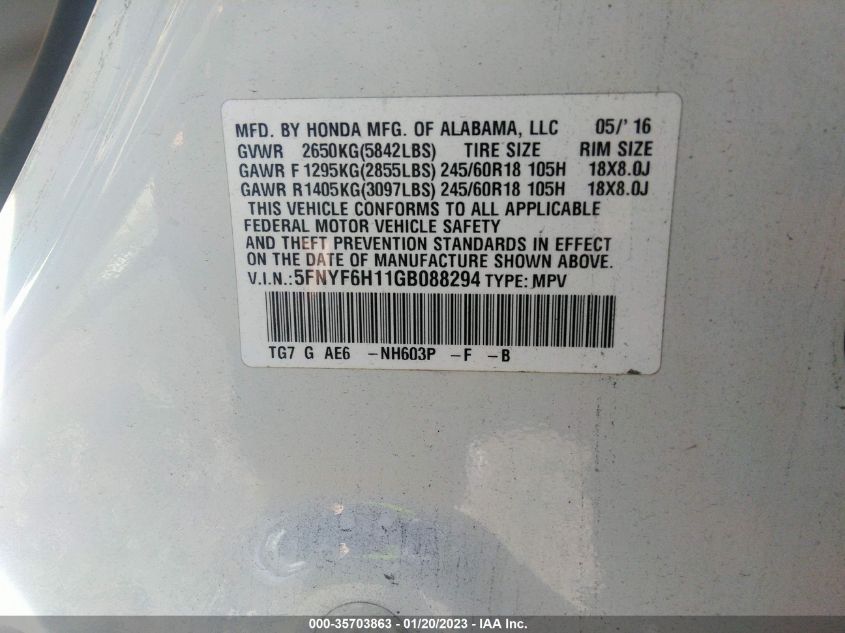 MFD. BY HONDA MFG. OF ALABAMA, LLC 05/' 16
GVWR 2650KG(5842LBS) TIRE SIZE RIM SIZE
GAWR F 1295KG(2855LBS) 245/60R18 105H 18X8.0J
GAWR R1405KG(3097LBS) 245/60R18 105H 18X8.0J
THIS VEHICLE CONFORMS TO ALL APPLICABLE
FEDERAL MOTOR VEHICLE SAFETY
AND THEFT PREVENTION STANDARDS IN EFFECT
ON THE DATE OF MANUFACTURE SHOWN ABOVE.
V.I.N.:5FNYF6H11GB088294 TYPE: MPV
TG7 G AE6 -NH603P -F -B
000-35703863 / 01/20/2023 - IAA Inc.